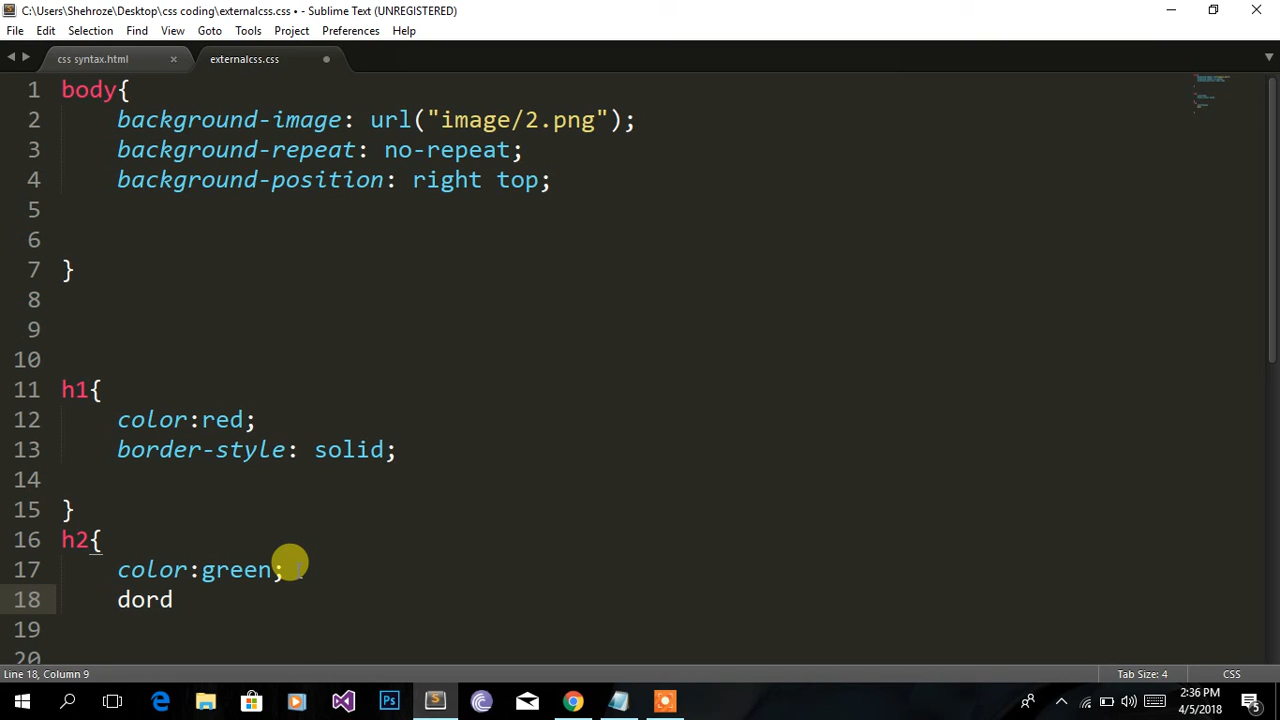 C:\Users\Shehroze\Desktop\css coding\externalcss.css • - Sublime Text (UNREGISTERED)
File Edit Selection Find View Goto Tools Project Preferences Help
css syntax.html × externalcss.css
1 body{
2 background-image: url("image/2.png");
3 background-repeat: no-repeat;
4 background-position: right top;
5
6
7 }
8
9
10
11 h1{
12 color:red;
13 border-style: solid;
14
15 }
16 h2{
17 color:green;
18 dord
19
20
Line 18, Column 9 Tab Size: 4 CSS
2:36 PM
4/5/2018
5